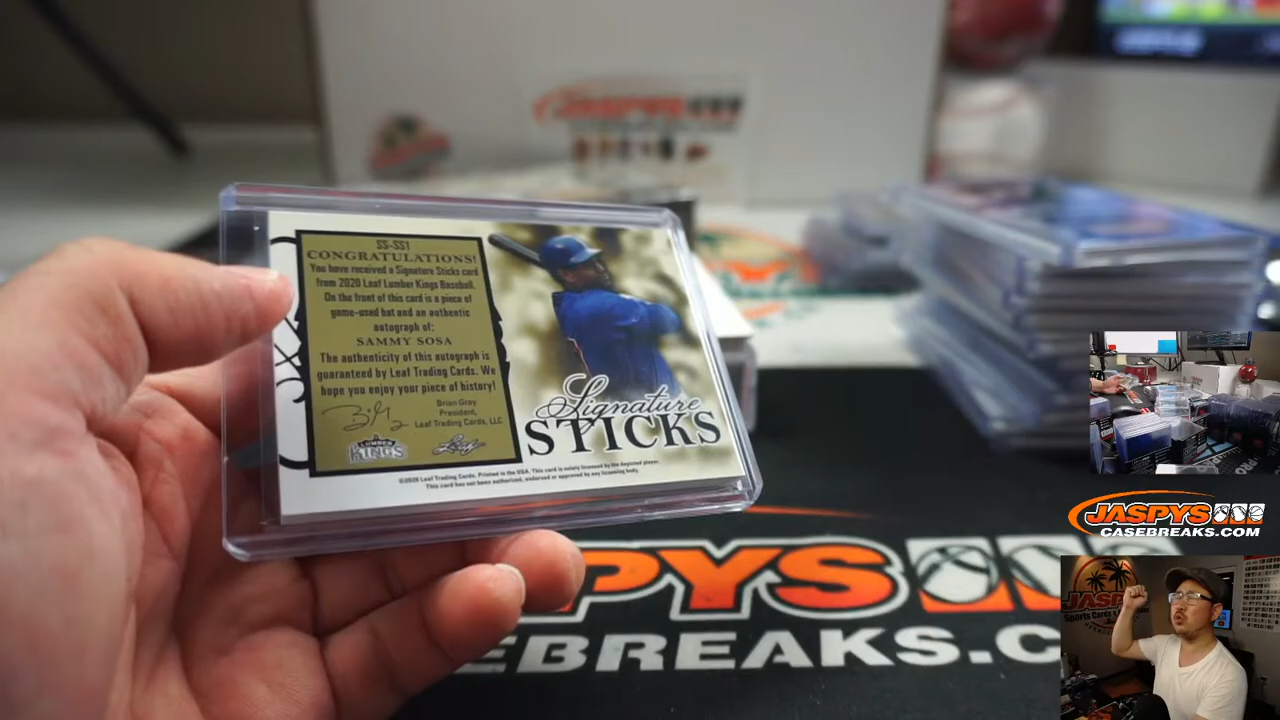 JASPYS
SS-SS1
CONGRATULATIONS!
You have received a Signature Sticks card
from 2020 Leaf Lumber Kings Baseball.
On the front of this card is a piece of
game-used bat and an authentic
autograph of:
SAMMY SOSA
The authenticity of this autograph is
guaranteed by Leaf Trading Cards. We
hope you enjoy your piece of history!
Brian Gray
President,
Leaf Trading Cards, LLC
LUMBER
KINGS
Leaf
Signature
STICKS
©2020 Leaf Trading Cards. Printed in the USA. This card is solely licensed by the depicted player.
This card has not been authorized, endorsed or approved by any licensing body.
JASPYS
CASEBREAKS.COM
PYS
EBREAKS.C